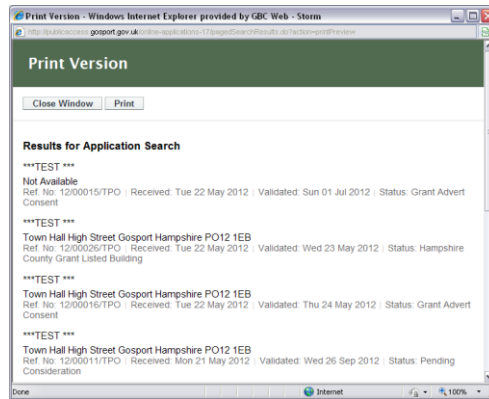 Print Version - Windows Internet Explorer provided by GBC Web - Storm
http://publicaccess.gosport.gov.uk/online-applications-17/pagedSearchResults.do?action=printPreview
Print Version
Close Window Print
Results for Application Search
***TEST ***
Not Available
Ref. No: 12/00015/TPO | Received: Tue 22 May 2012 | Validated: Sun 01 Jul 2012 | Status: Grant Advert
Consent
***TEST ***
Town Hall High Street Gosport Hampshire PO12 1EB
Ref. No: 12/00026/TPO | Received: Tue 22 May 2012 | Validated: Wed 23 May 2012 | Status: Hampshire
County Grant Listed Building
***TEST ***
Town Hall High Street Gosport Hampshire PO12 1EB
Ref. No: 12/00016/TPO | Received: Tue 22 May 2012 | Validated: Thu 24 May 2012 | Status: Grant Advert
Consent
***TEST ***
Town Hall High Street Gosport Hampshire PO12 1EB
Ref. No: 12/00011/TPO | Received: Mon 21 May 2012 | Validated: Wed 26 Sep 2012 | Status: Pending
Consideration
Done Internet 100%